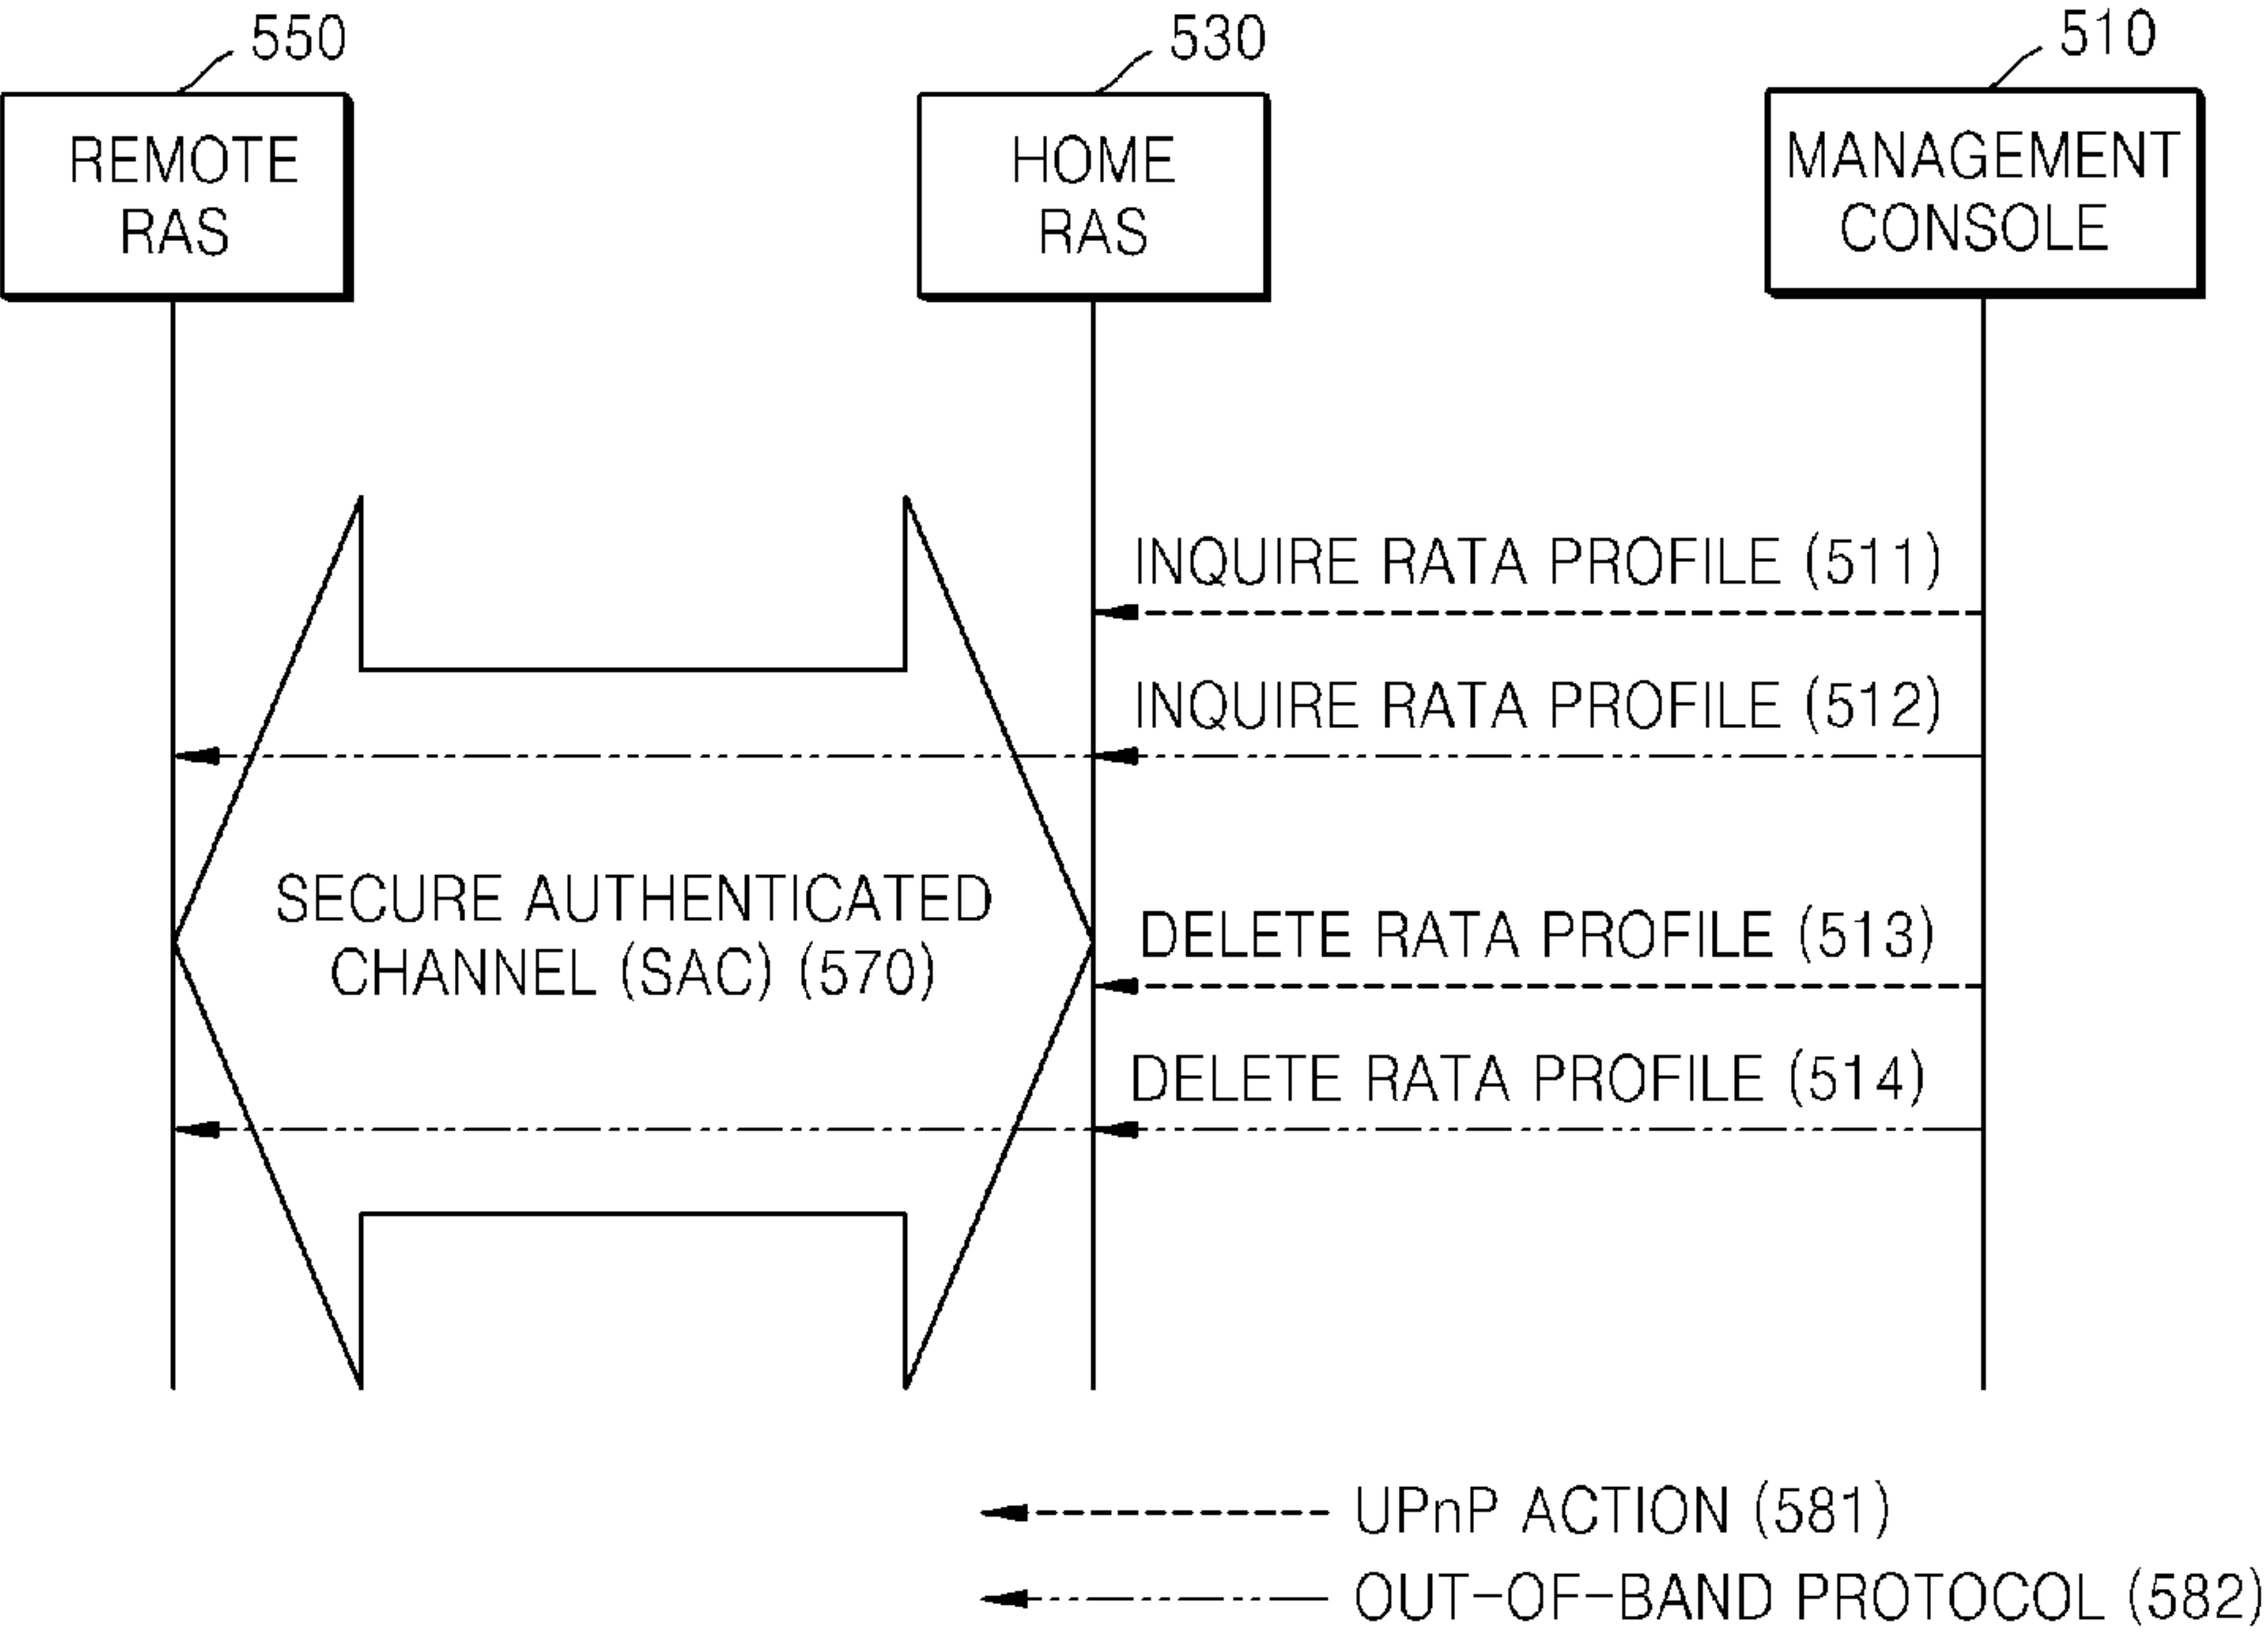 550
530
510
REMOTE
RAS
HOME
RAS
MANAGEMENT
CONSOLE
INQUIRE RATA PROFILE (511)
INQUIRE RATA PROFILE (512)
SECURE AUTHENTICATED
CHANNEL (SAC) (570)
DELETE RATA PROFILE (513)
DELETE RATA PROFILE (514)
UPnP ACTION (581)
OUT-OF-BAND PROTOCOL (582)